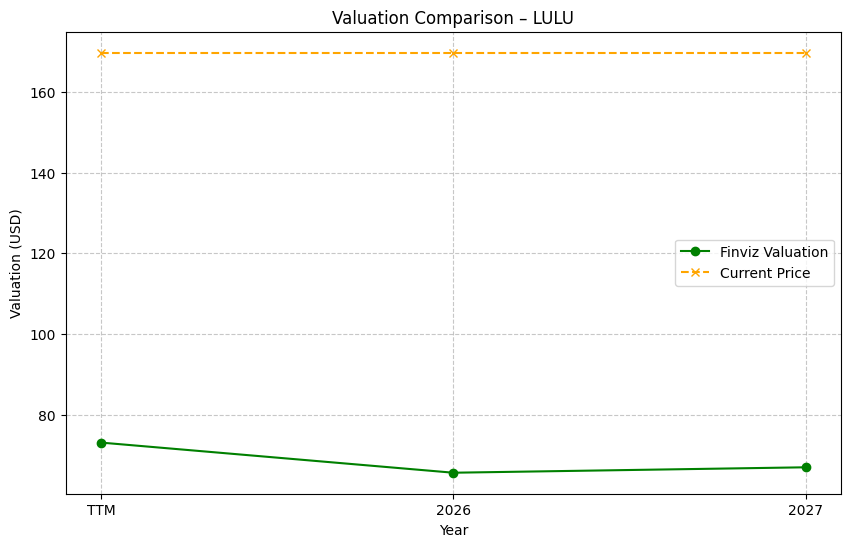 Valuation Comparison – LULU
Valuation (USD)
160
140
120
100
80
Finviz Valuation
Current Price
TTM
2026
2027
Year